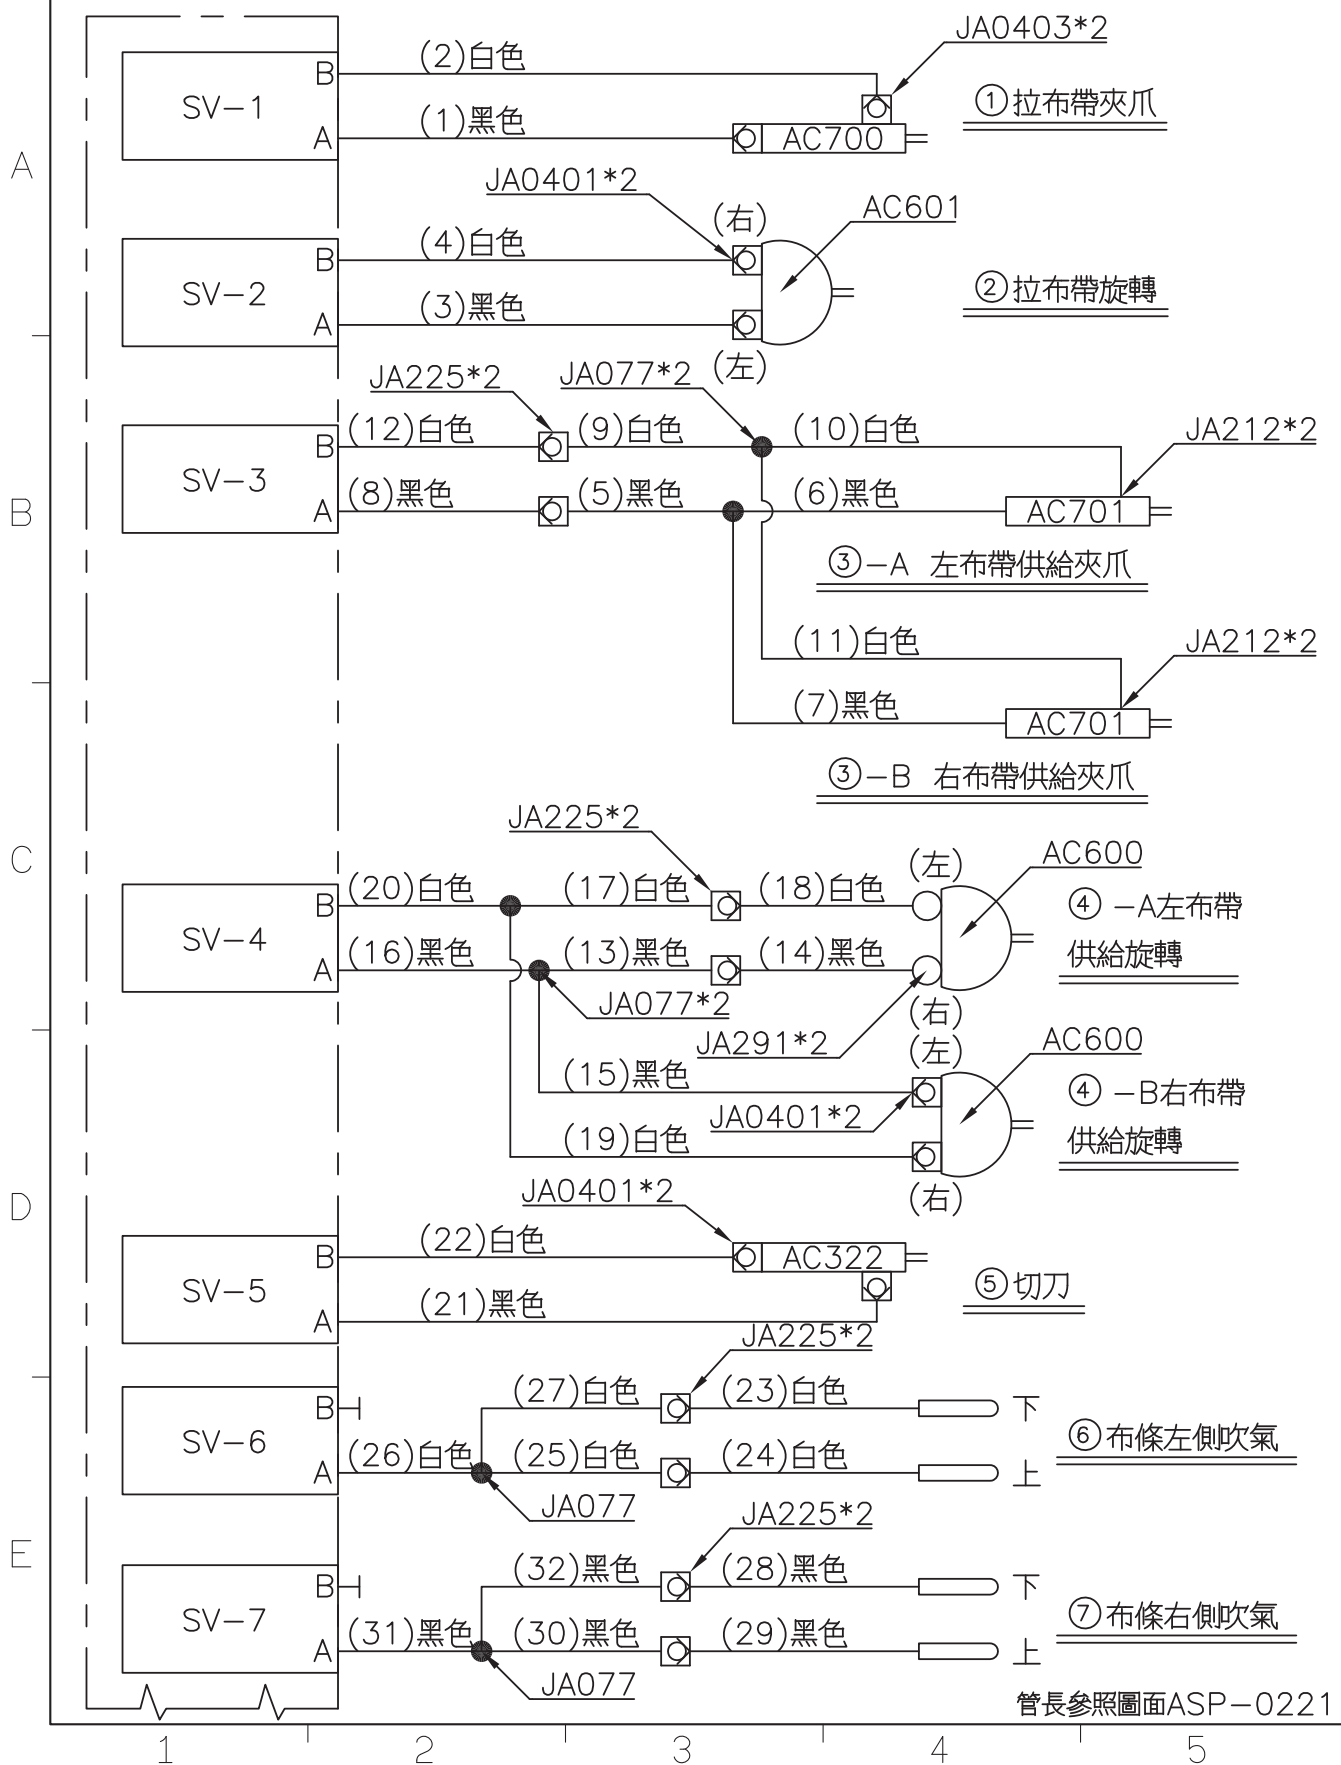 JA0403*2
(2)白色
B
SV-1
①拉布帶夾爪
(1)黑色
A
AC700
A
JA0401*2
(右)
AC601
(4)白色
B
SV-2
②拉布帶旋轉
(3)黑色
A
(左)
JA225*2
JA077*2
(12)白色
(9)白色
(10)白色
JA212*2
B
SV-3
(8)黑色
(5)黑色
(6)黑色
A
AC701
B
③-A 左布帶供給夾爪
(11)白色
JA212*2
(7)黑色
AC701
③-B 右布帶供給夾爪
JA225*2
C
(左)
AC600
(20)白色
(17)白色
(18)白色
B
④ -A左布帶
SV-4
(16)黑色
(13)黑色
(14)黑色
A
供給旋轉
JA077*2
(右)
JA291*2
(左)
AC600
(15)黑色
④ -B右布帶
JA0401*2
(19)白色
供給旋轉
D
JA0401*2
(右)
(22)白色
B
AC322
SV-5
⑤切刀
(21)黑色
A
JA225*2
(27)白色
(23)白色
B
下
SV-6
⑥布條左側吹氣
(26)白色
(25)白色
(24)白色
A
上
JA077
JA225*2
E
(32)黑色
(28)黑色
B
下
SV-7
⑦布條右側吹氣
(31)黑色
(30)黑色
(29)黑色
A
上
JA077
管長參照圖面ASP-0221
1 2 3 4 5